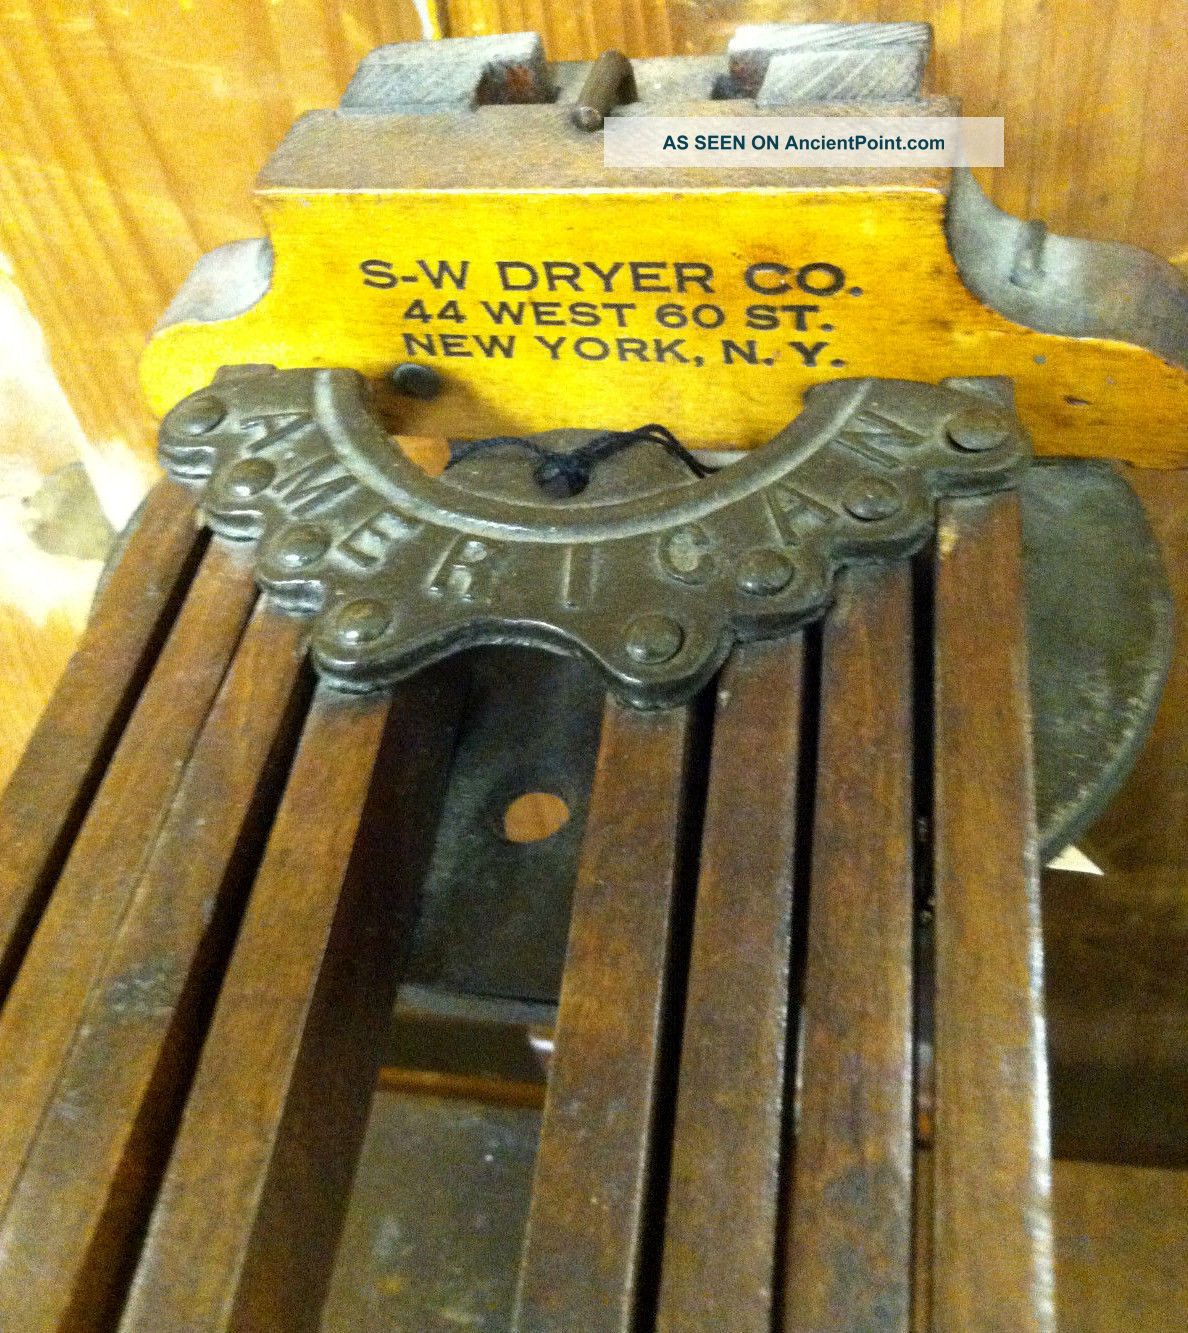 AS SEEN ON AncientPoint.com
S-W DRYER CO.
44 WEST 60 ST.
NEW YORK, N.Y.
AMERICAN